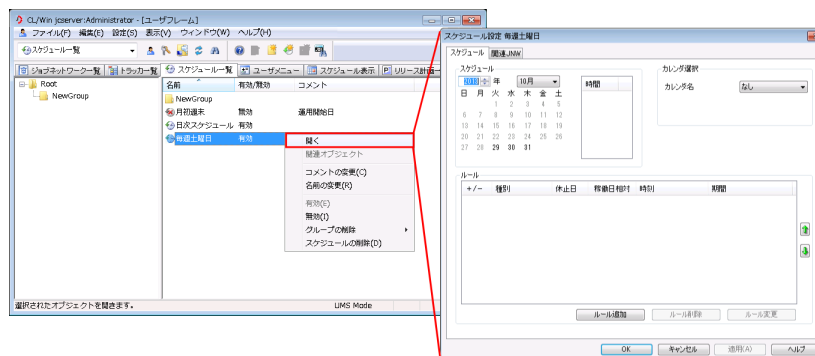 CL/Win jcserver:Administrator - [ユーザフレーム]
ファイル(F) 編集(E) 設定(S) 表示(V) ウィンドウ(W) ヘルプ(H)
スケジュール一覧
ジョブネットワーク一覧 トラッカ一覧 スケジュール一覧 ユーザメニュー スケジュール表示 リリース計画一
Root
NewGroup
名前 有効/無効 コメント
NewGroup
月初週末 無効 運用開始日
日次スケジュール 有効
毎週土曜日 有効
開く
関連オブジェクト
コメントの変更(C)
名前の変更(R)
有効(E)
無効(I)
グループの削除
スケジュールの削除(D)
選択されたオブジェクトを開きます。
UMS Mode
スケジュール設定 毎週土曜日
スケジュール 関連JNW
スケジュール
2013 年 10月
日 月 火 水 木 金 土
1 2 3 4 5
6 7 8 9 10 11 12
13 14 15 16 17 18 19
20 21 22 23 24 25 26
27 28 29 30 31
時間
カレンダ選択
カレンダ名 なし
ルール
+/- 種別 休止日 稼働日相対 時刻 期間
ルール追加 ルール削除 ルール変更
OK キャンセル 適用(A) ヘルプ